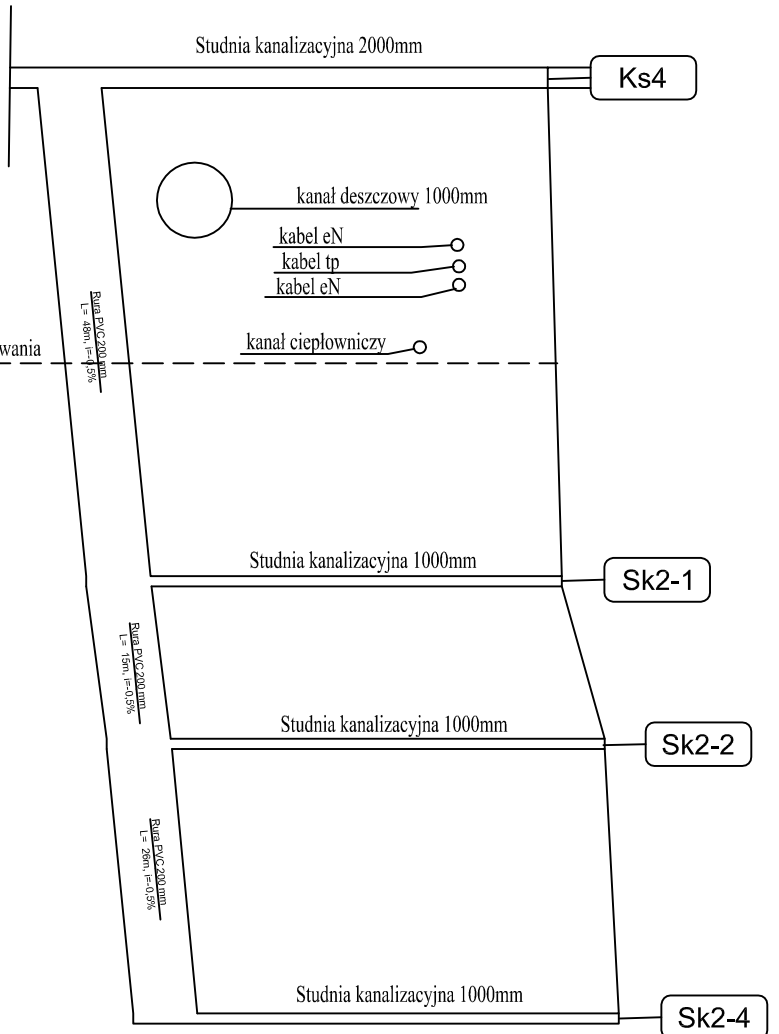 Studnia kanalizacyjna 2000mm
Ks4
kanał deszczowy 1000mm
kabel eN
kabel tp
kabel eN
Rura PVC 200 mm
L= 48m, i=-0,5%
wania
kanał ciepłowniczy
Studnia kanalizacyjna 1000mm
Sk2-1
Rura PVC 200 mm
L= 15m, i=-0,5%
Studnia kanalizacyjna 1000mm
Sk2-2
Rura PVC 200 mm
L= 26m, i=-0,5%
Studnia kanalizacyjna 1000mm
Sk2-4